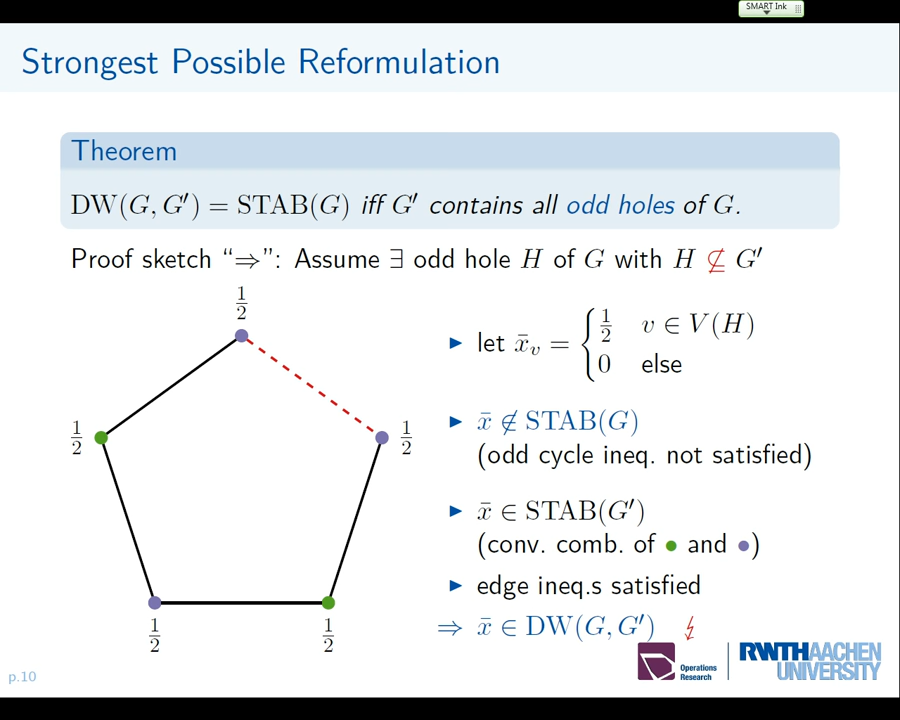 SMART Ink
Strongest Possible Reformulation
Theorem
DW(G, G′) = STAB(G) iff G′ contains all odd holes of G.
Proof sketch “⇒”: Assume ∃ odd hole H of G with H ⊈ G′
1/2
1/2
1/2
1/2
1/2
► let x̄_v = { 1/2 v ∈ V(H)
0 else
► x̄ ∉ STAB(G)
(odd cycle ineq. not satisfied)
► x̄ ∈ STAB(G′)
(conv. comb. of ● and ●)
► edge ineq.s satisfied
⇒ x̄ ∈ DW(G, G′) ↯
Operations
Research
RWTHAACHEN
UNIVERSITY
p.10